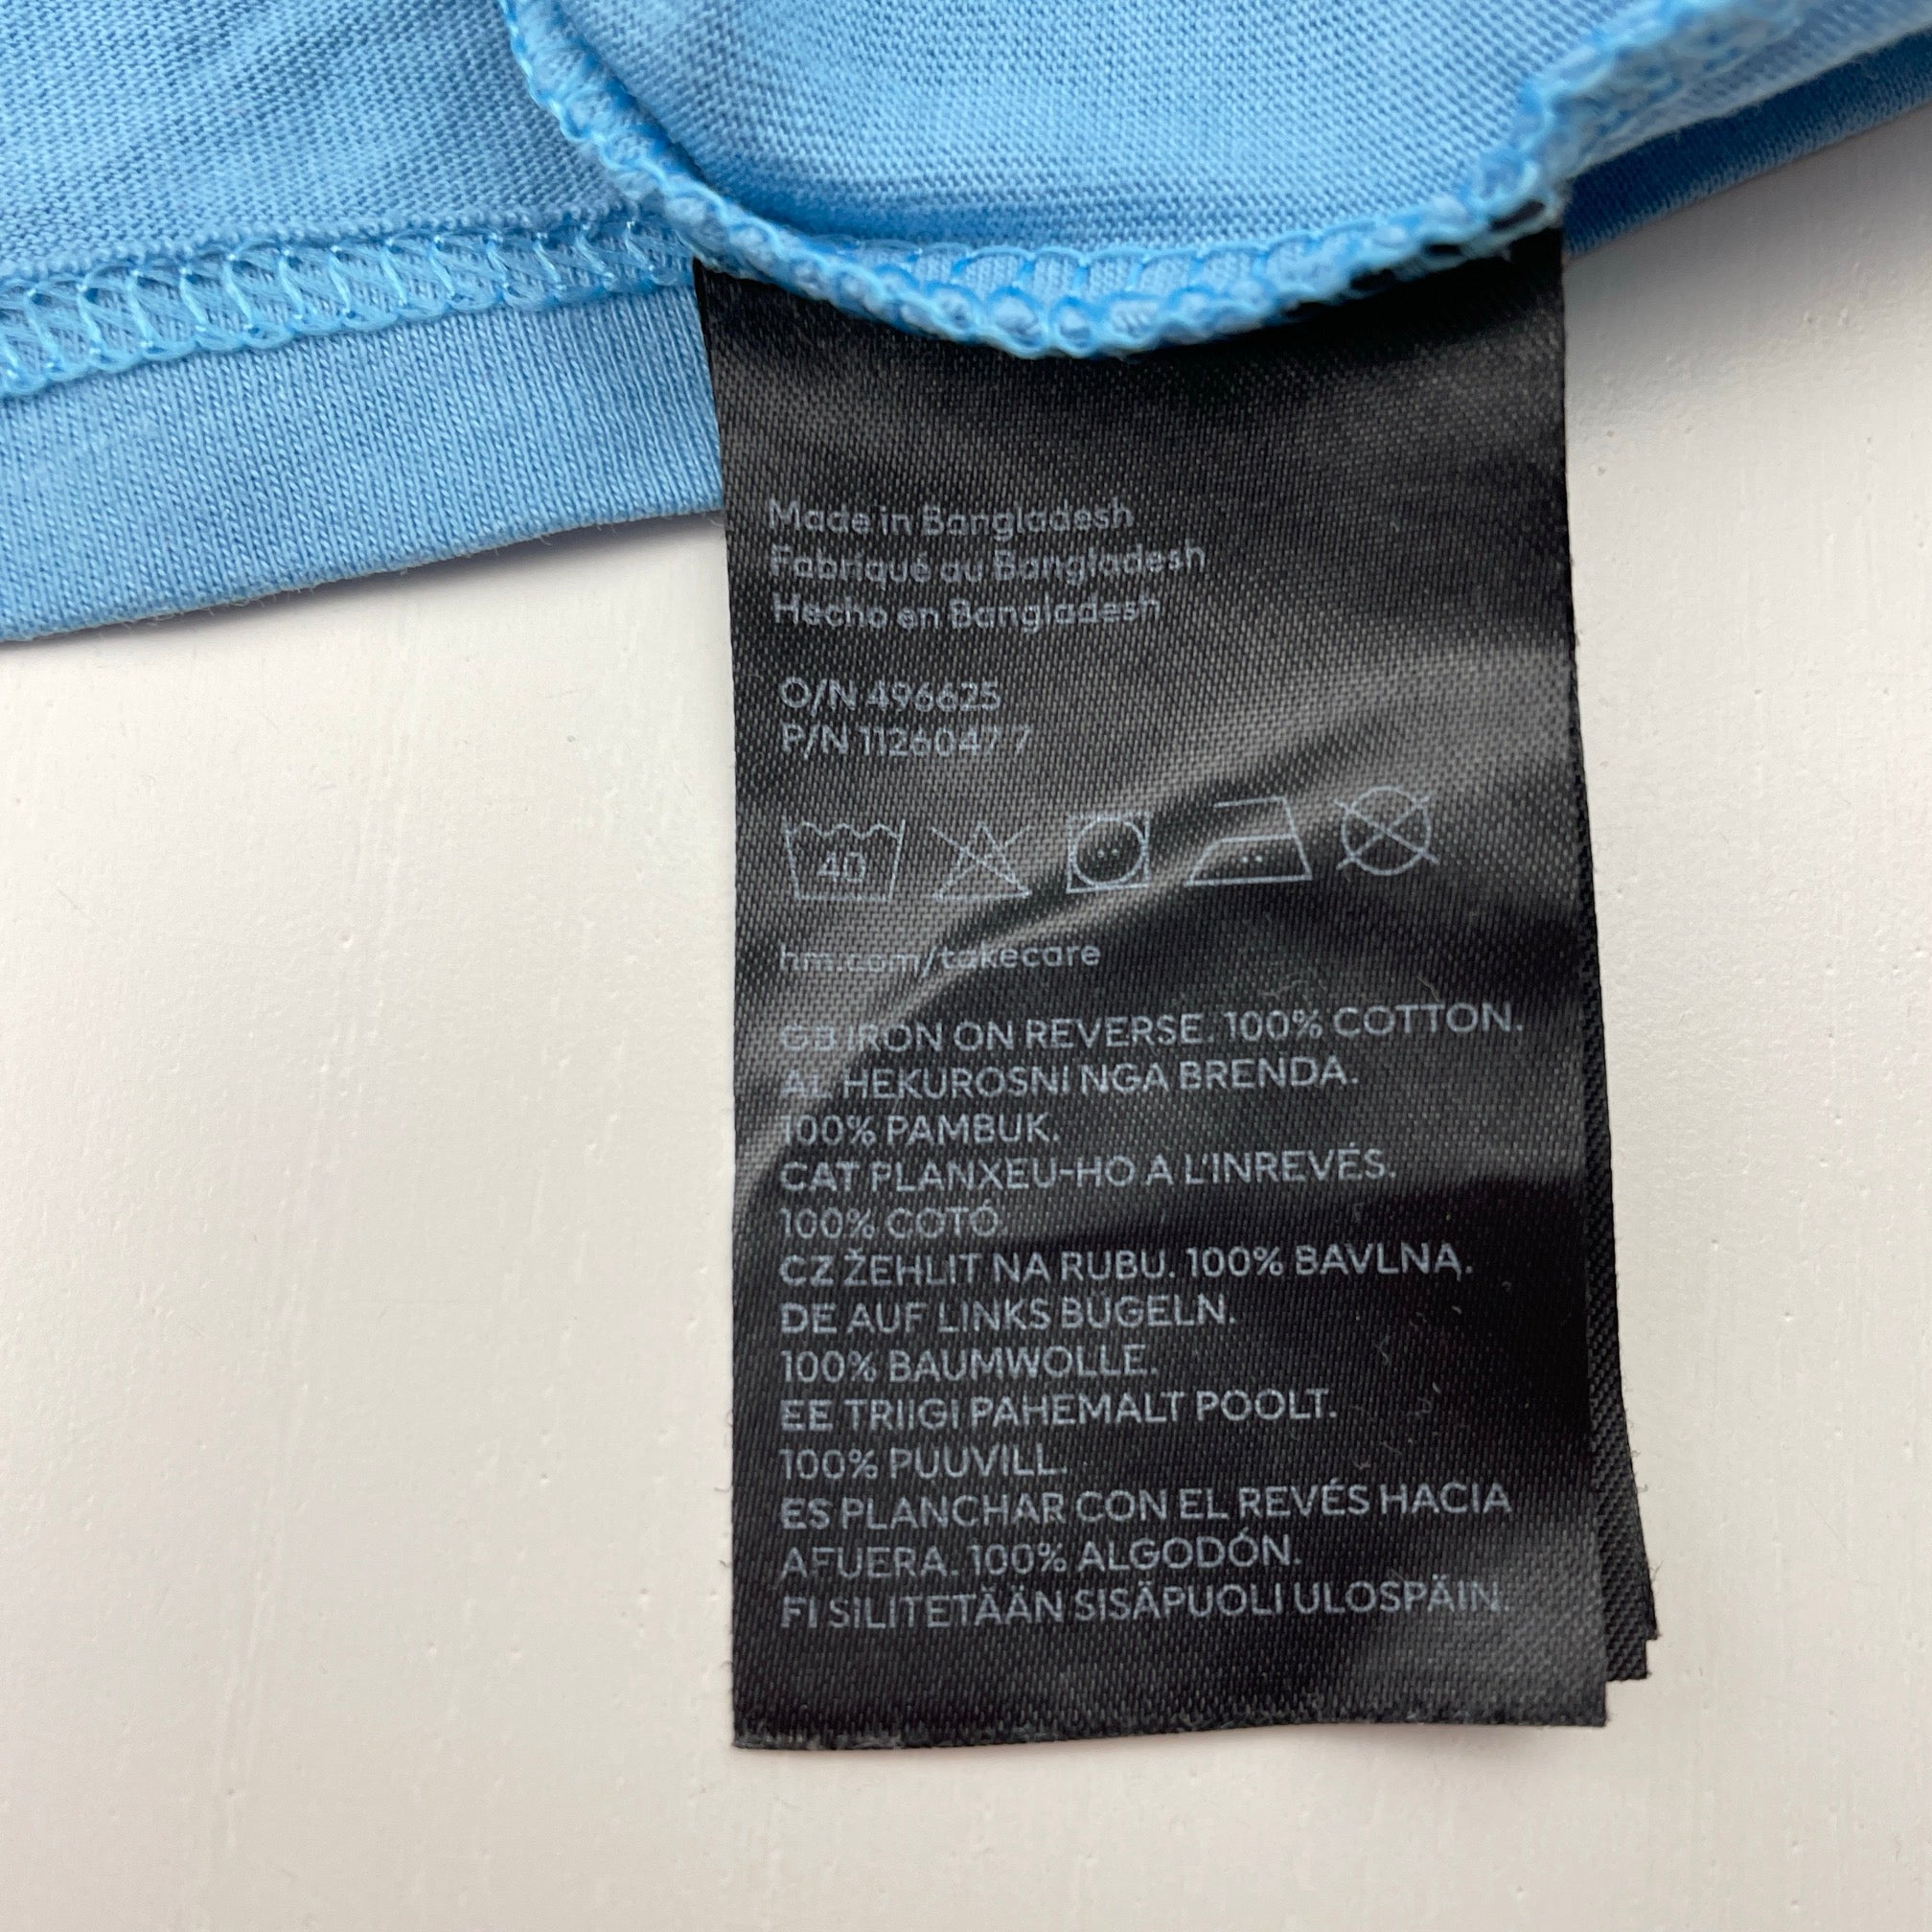 Made in Bangladesh
Fabriqué au Bangladesh
Hecho en Bangladesh
O/N 496625
P/N 11260477
40
hm.com/takecare
GB IRON ON REVERSE. 100% COTTON.
AL HEKUROSNI NGA BRENDA.
100% PAMBUK.
CAT PLANXEU-HO A L'INREVÉS.
100% COTÓ.
CZ ŽEHLIT NA RUBU. 100% BAVLNA.
DE AUF LINKS BÜGELN.
100% BAUMWOLLE.
EE TRIIGI PAHEMALT POOLT.
100% PUUVILL.
ES PLANCHAR CON EL REVÉS HACIA
AFUERA. 100% ALGODÓN.
FI SILITETÄÄN SISÄPUOLI ULOSPÄIN.